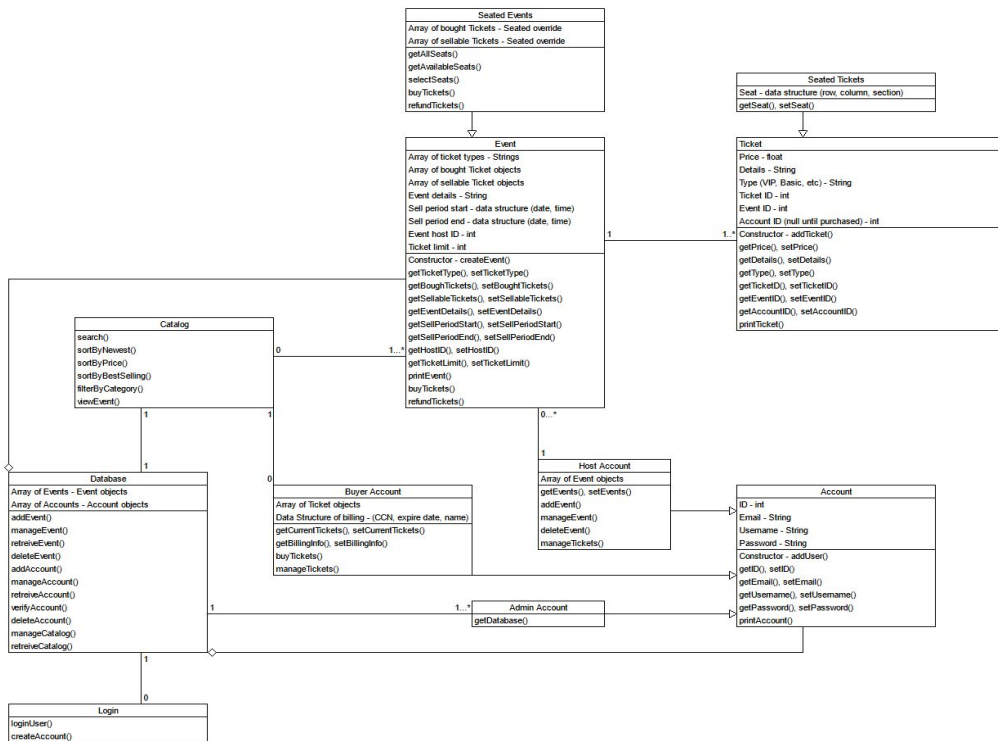 Seated Events
Array of bought Tickets - Seated override
Array of sellable Tickets - Seated override
getAllSeats()
getAvailableSeats()
selectSeats()
buyTickets()
refundTickets()
Seated Tickets
Seat - data structure (row, column, section)
getSeat(), setSeat()
Event
Array of ticket types - Strings
Array of bought Ticket objects
Array of sellable Ticket objects
Event details - String
Sell period start - data structure (date, time)
Sell period end - data structure (date, time)
Event host ID - int
Ticket limit - int
Constructor - createEvent()
getTicketType(), setTicketType()
getBoughTickets(), setBoughtTickets()
getSellableTickets(), setSellableTickets()
getEventDetails(), setEventDetails()
getSellPeriodStart(), setSellPeriodStart()
getSellPeriodEnd(), setSellPeriodEnd()
getHostID(), setHostID()
getTicketLimit(), setTicketLimit()
printEvent()
buyTickets()
refundTickets()
1
1..*
Ticket
Price - float
Details - String
Type (VIP, Basic, etc) - String
Ticket ID - int
Event ID - int
Account ID (null until purchased) - int
Constructor - addTicket()
getPrice(), setPrice()
getDetails(), setDetails()
getType(), setType()
getTicketD(), setTicketID()
getEventID(), setEventID()
getAccountID(), setAccountID()
printTicket()
Catalog
search()
sortByNewest()
sortByPrice()
sortByBestSelling()
filterByCategory()
viewEvent()
0
1...*
1
1
1
0
0...*
1
Database
Array of Events - Event objects
Array of Accounts - Account objects
addEvent()
manageEvent()
retreiveEvent()
deleteEvent()
addAccount()
manageAccount()
retreiveAccount()
verifyAccount()
deleteAccount()
manageCatalog()
retreiveCatalog()
Buyer Account
Array of Ticket objects
Data Structure of billing - (CCN, expire date, name)
getCurrentTickets(), setCurrentTickets()
getBillingInfo(), setBillingInfo()
buyTickets()
manageTickets()
Host Account
Array of Event objects
getEvents(), setEvents()
addEvent()
manageEvent()
deleteEvent()
manageTickets()
Account
ID - int
Email - String
Username - String
Password - String
Constructor - addUser()
getID(), setID()
getEmail(), setEmail()
getUsername(), setUsername()
getPassword(), setPassword()
printAccount()
1
1...*
Admin Account
getDatabase()
1
0
Login
loginUser()
createAccount()